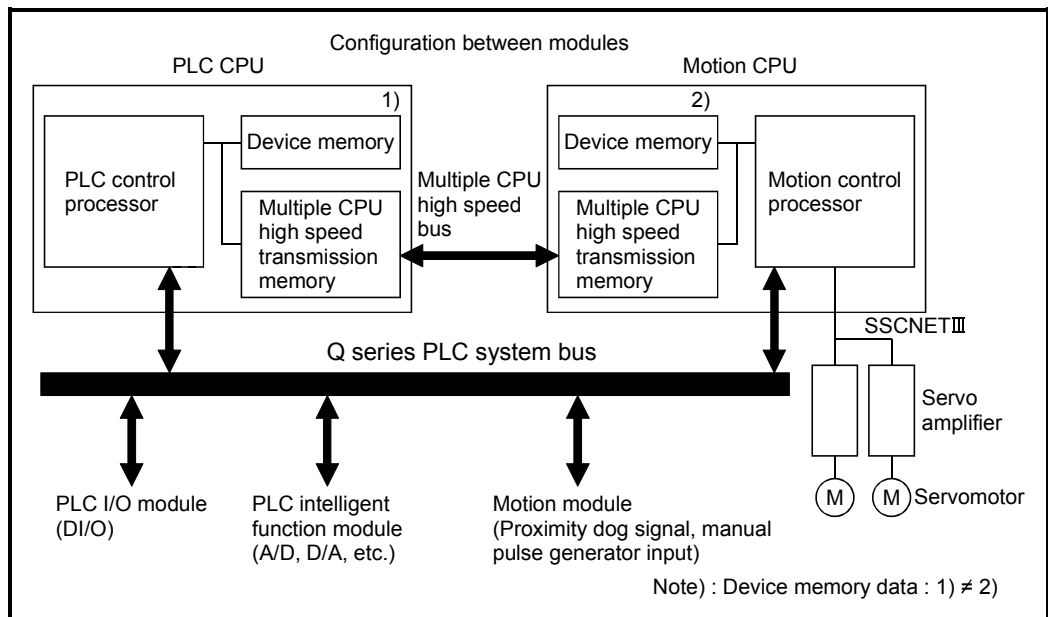 Configuration between modules
PLC CPU
Motion CPU
1)
2)
Device memory
Device memory
PLC control
processor
Multiple CPU
high speed
bus
Motion control
processor
Multiple CPU
high speed
transmission
memory
Multiple CPU
high speed
transmission
memory
SSCNETⅢ
Q series PLC system bus
Servo
amplifier
PLC I/O module
(DI/O)
PLC intelligent
function module
(A/D, D/A, etc.)
Motion module
(Proximity dog signal, manual
pulse generator input)
M
M
Servomotor
Note) : Device memory data : 1) ≠ 2)